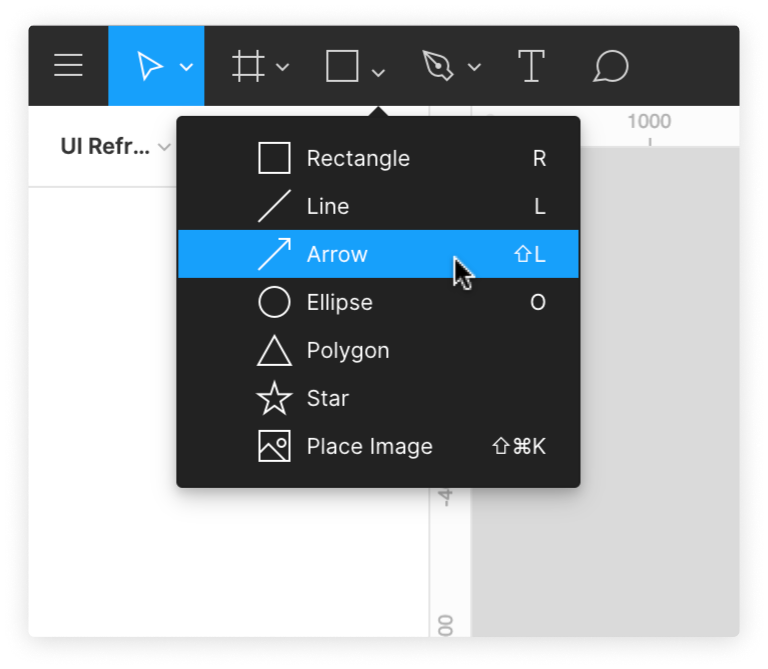 T
UI Refr...
1000
Rectangle R
Line L
Arrow ⇧L
Ellipse O
Polygon
Star
Place Image ⇧⌘K
-4
00